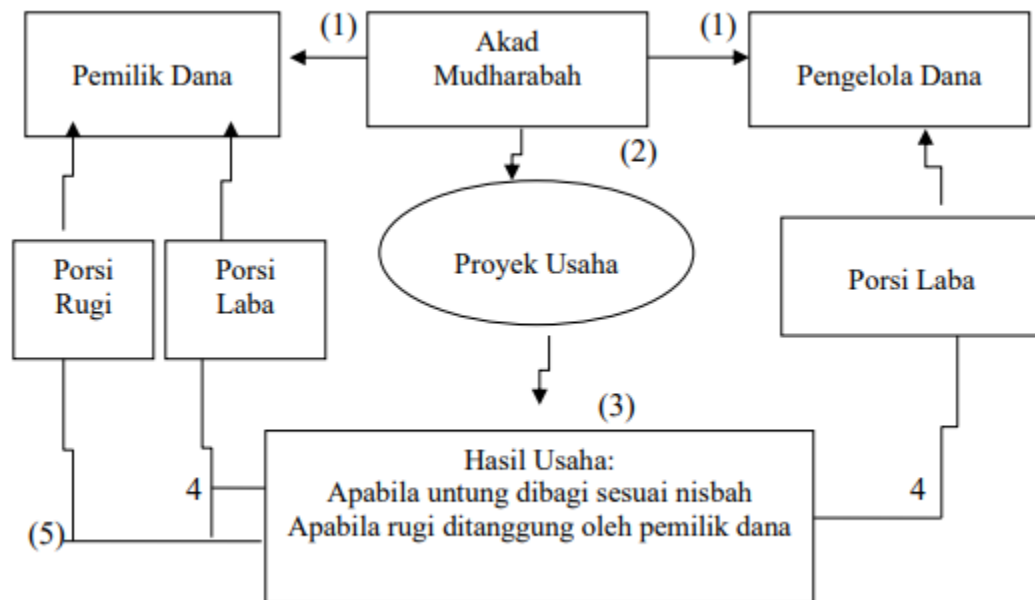 (1)
(1)
Pemilik Dana
Akad
Mudharabah
Pengelola Dana
(2)
Porsi
Rugi
Porsi
Laba
Proyek Usaha
Porsi Laba
(3)
Hasil Usaha:
Apabila untung dibagi sesuai nisbah
Apabila rugi ditanggung oleh pemilik dana
4
4
(5)